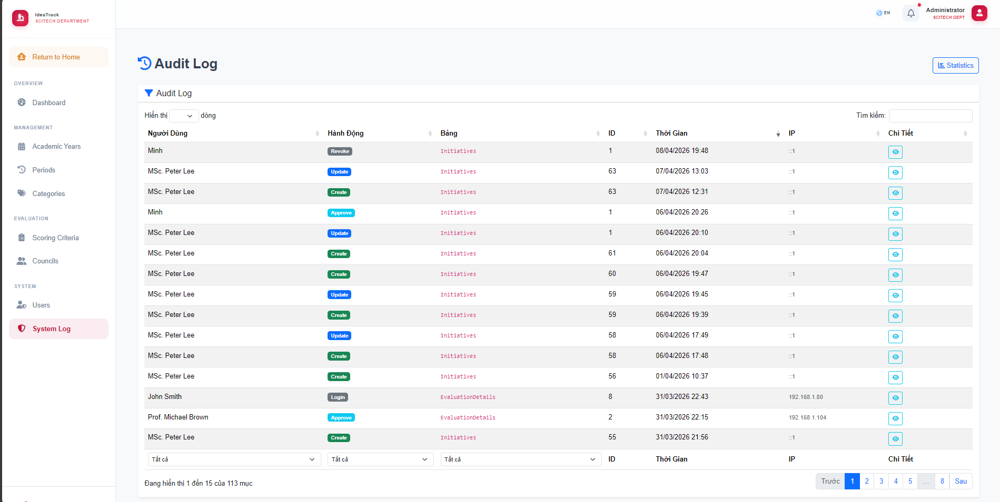 IdeaTrack
SCITECH DEPARTMENT
EN
Administrator
SCITECH DEPT
Return to Home
OVERVIEW
Dashboard
MANAGEMENT
Academic Years
Periods
Categories
EVALUATION
Scoring Criteria
Councils
SYSTEM
Users
System Log
Audit Log
Statistics
Audit Log
Hiển thị dòng
Tìm kiếm:
Người Dùng Hành Động Bảng ID Thời Gian IP Chi Tiết
Minh Revoke Initiatives 1 08/04/2026 19:48 ::1
MSc. Peter Lee Update Initiatives 63 07/04/2026 13:03 ::1
MSc. Peter Lee Create Initiatives 63 07/04/2026 12:31 ::1
Minh Approve Initiatives 1 06/04/2026 20:26 ::1
MSc. Peter Lee Update Initiatives 1 06/04/2026 20:10 ::1
MSc. Peter Lee Create Initiatives 61 06/04/2026 20:04 ::1
MSc. Peter Lee Create Initiatives 60 06/04/2026 19:47 ::1
MSc. Peter Lee Update Initiatives 59 06/04/2026 19:45 ::1
MSc. Peter Lee Create Initiatives 59 06/04/2026 19:39 ::1
MSc. Peter Lee Update Initiatives 58 06/04/2026 17:49 ::1
MSc. Peter Lee Create Initiatives 58 06/04/2026 17:48 ::1
MSc. Peter Lee Create Initiatives 56 01/04/2026 10:37 ::1
John Smith Login EvaluationDetails 8 31/03/2026 22:43 192.168.1.80
Prof. Michael Brown Approve EvaluationDetails 2 31/03/2026 22:15 192.168.1.104
MSc. Peter Lee Create Initiatives 55 31/03/2026 21:56 ::1
Tất cả Tất cả Tất cả ID Thời Gian IP Chi Tiết
Đang hiển thị 1 đến 15 của 113 mục
Trước 1 2 3 4 5 ... 8 Sau